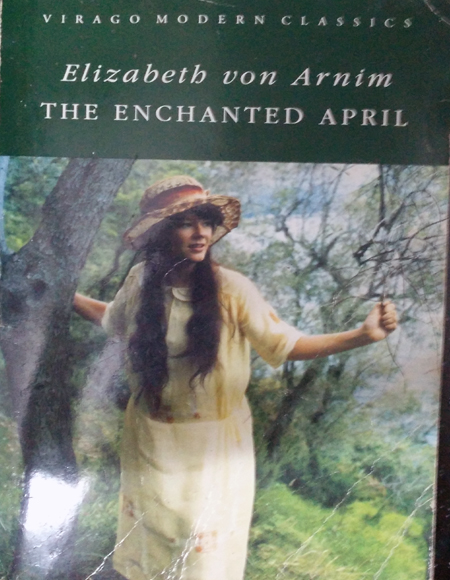 VIRAGO MODERN CLASSICS
Elizabeth von Arnim
THE ENCHANTED APRIL